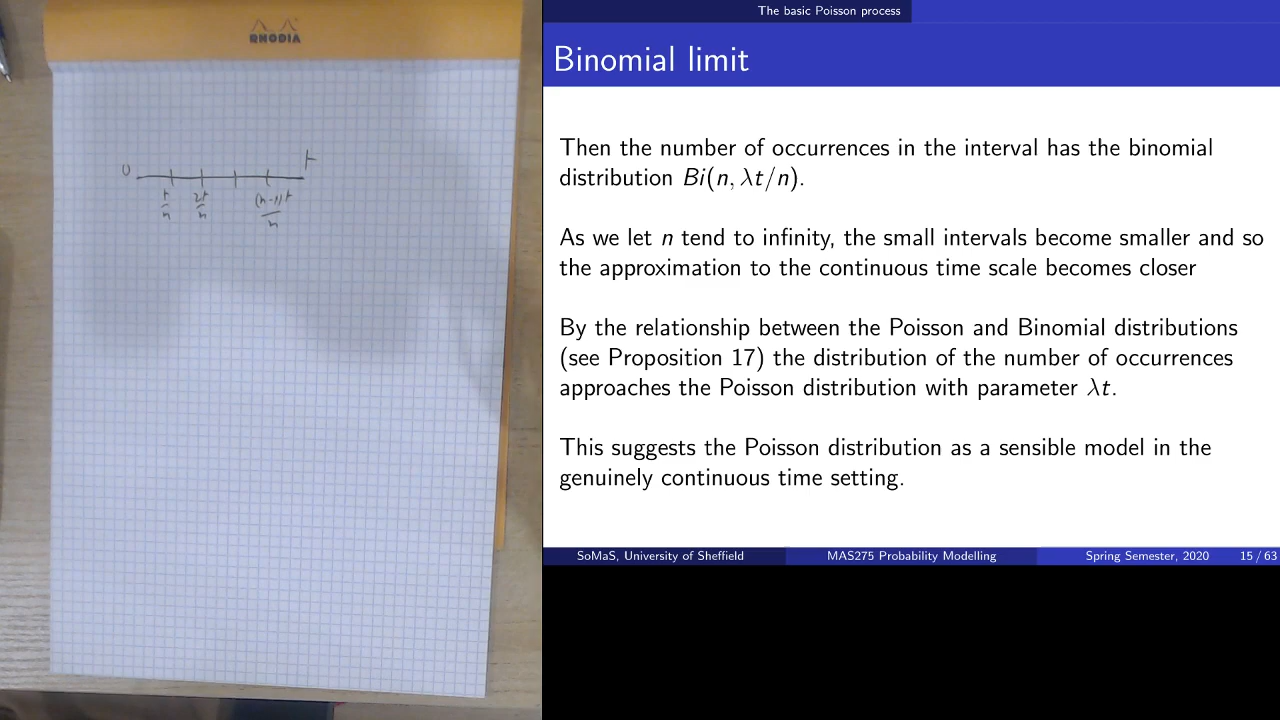 RHODIA
0
t
t/n
2t/n
(n-1)t/n
The basic Poisson process
Binomial limit
Then the number of occurrences in the interval has the binomial
distribution Bi(n, λt/n).
As we let n tend to infinity, the small intervals become smaller and so
the approximation to the continuous time scale becomes closer
By the relationship between the Poisson and Binomial distributions
(see Proposition 17) the distribution of the number of occurrences
approaches the Poisson distribution with parameter λt.
This suggests the Poisson distribution as a sensible model in the
genuinely continuous time setting.
SoMaS, University of Sheffield MAS275 Probability Modelling Spring Semester, 2020 15 / 63